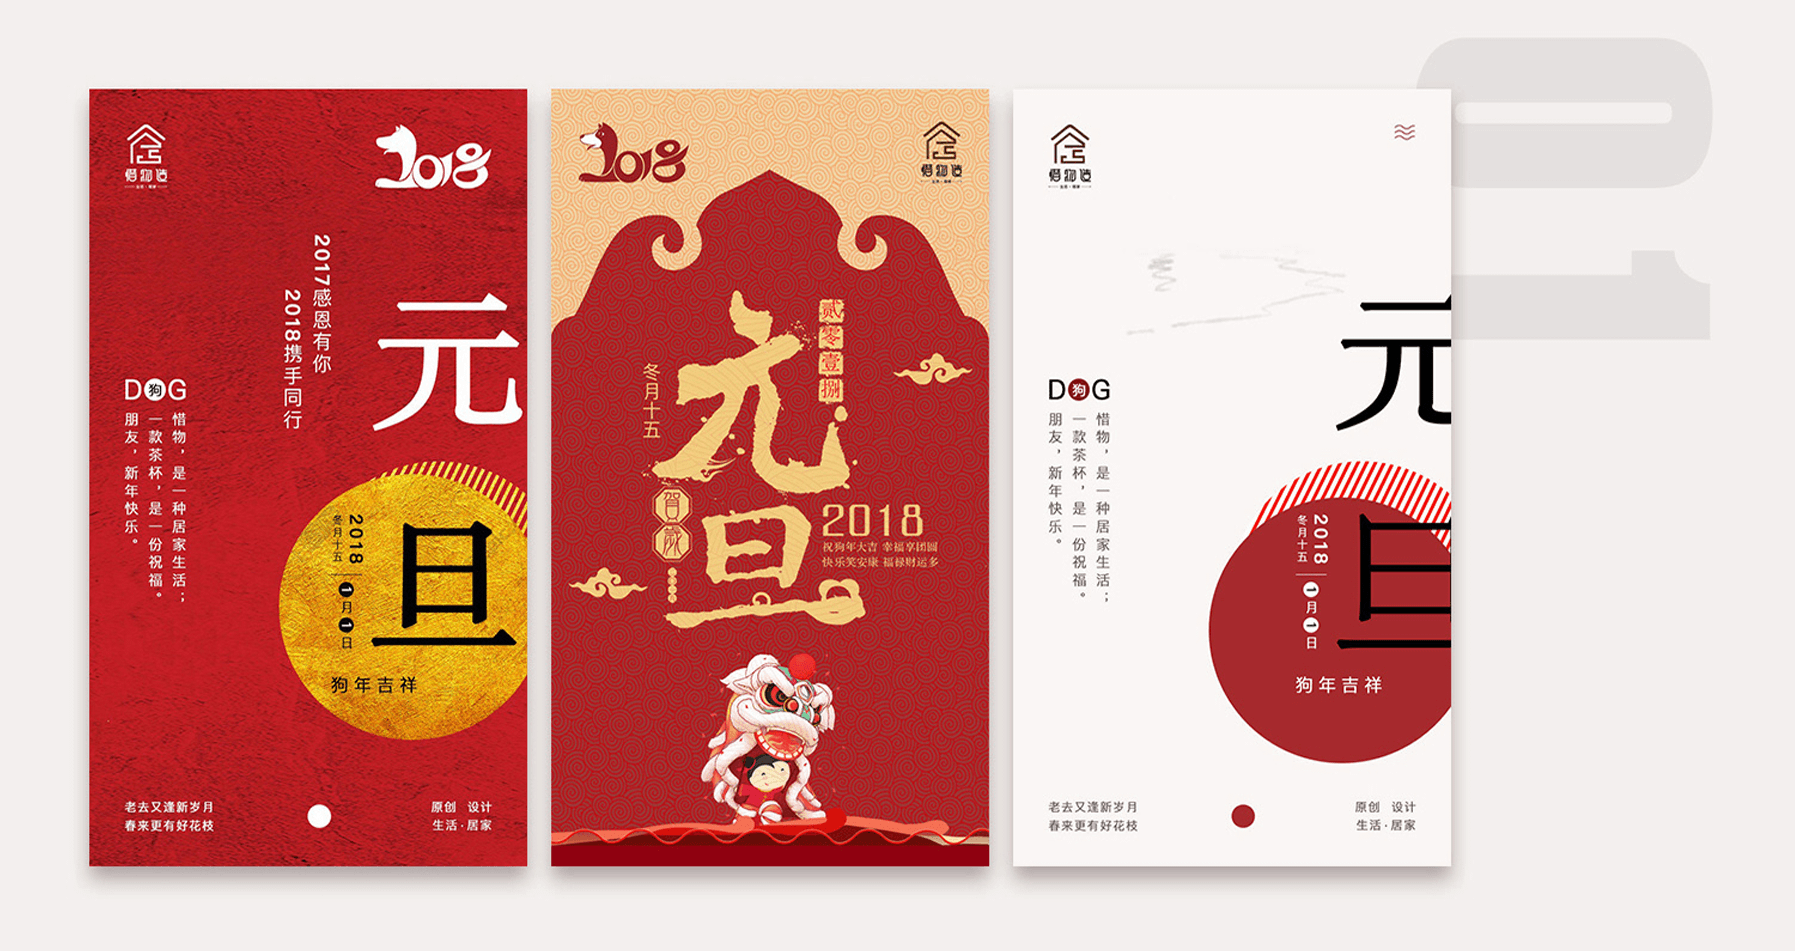 惜物造
2018
2017感恩有你
2018携手同行
元旦
D狗G
惜物，是一种居家生活；
一款茶杯，是一份祝福。
朋友，新年快乐。
2018
冬月十五
1月1日
狗年吉祥
老去又逢新岁月
春来更有好花枝
原创 设计
生活·居家
2018
惜物造
贰零壹捌
元旦
冬月十五
贺岁
2018
祝狗年大吉 幸福享团圆
快乐笑安康 福禄财运多
惜物造
元旦
D狗G
惜物，是一种居家生活；
一款茶杯，是一份祝福。
朋友，新年快乐。
2018
冬月十五
1月1日
狗年吉祥
老去又逢新岁月
春来更有好花枝
原创 设计
生活·居家
01